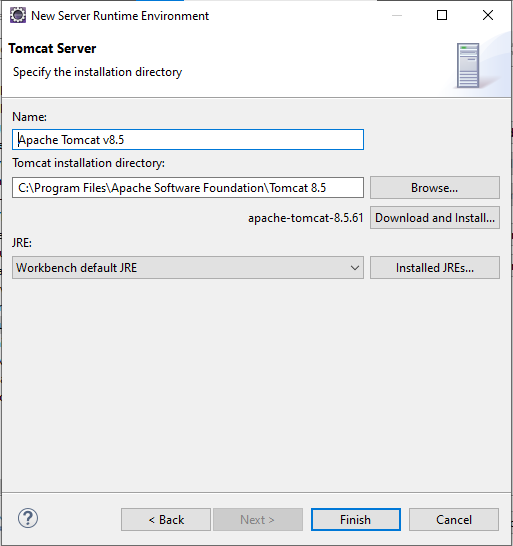 New Server Runtime Environment
Tomcat Server
Specify the installation directory
Name:
Apache Tomcat v8.5
Tomcat installation directory:
C:\Program Files\Apache Software Foundation\Tomcat 8.5
Browse...
apache-tomcat-8.5.61
Download and Install...
JRE:
Workbench default JRE
Installed JREs...
?
< Back
Next >
Finish
Cancel